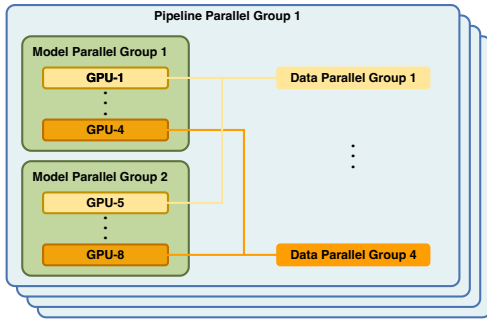 Pipeline Parallel Group 1
Model Parallel Group 1
GPU-1
Data Parallel Group 1
GPU-4
Model Parallel Group 2
GPU-5
GPU-8
Data Parallel Group 4